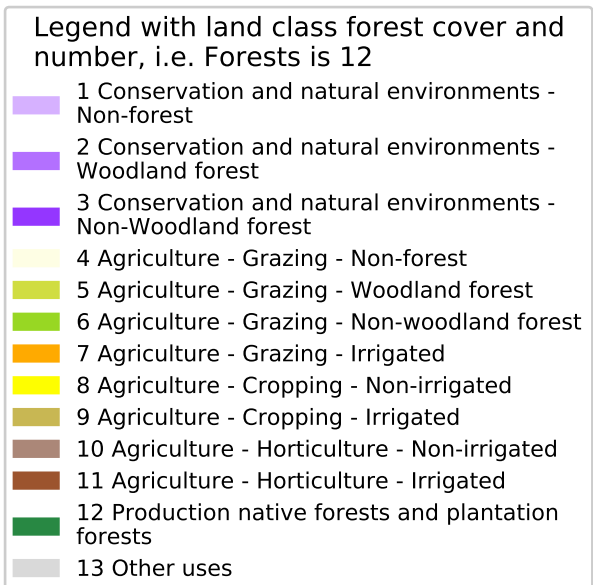 Legend with land class forest cover and
number, i.e. Forests is 12
1 Conservation and natural environments -
Non-forest
2 Conservation and natural environments -
Woodland forest
3 Conservation and natural environments -
Non-Woodland forest
4 Agriculture - Grazing - Non-forest
5 Agriculture - Grazing - Woodland forest
6 Agriculture - Grazing - Non-woodland forest
7 Agriculture - Grazing - Irrigated
8 Agriculture - Cropping - Non-irrigated
9 Agriculture - Cropping - Irrigated
10 Agriculture - Horticulture - Non-irrigated
11 Agriculture - Horticulture - Irrigated
12 Production native forests and plantation
forests
13 Other uses